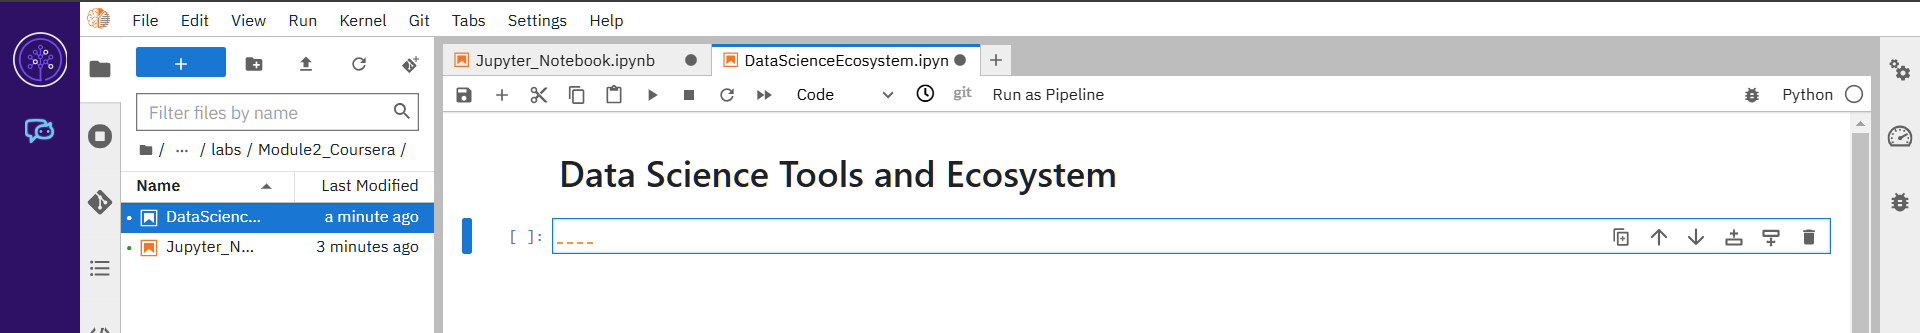 File Edit View Run Kernel Git Tabs Settings Help
+
Filter files by name
/ ... / labs / Module2_Coursera /
Name Last Modified
DataScienc... a minute ago
Jupyter_N... 3 minutes ago
Jupyter_Notebook.ipynb DataScienceEcosystem.ipyn +
Code git Run as Pipeline Python
Data Science Tools and Ecosystem
[ ]: ----